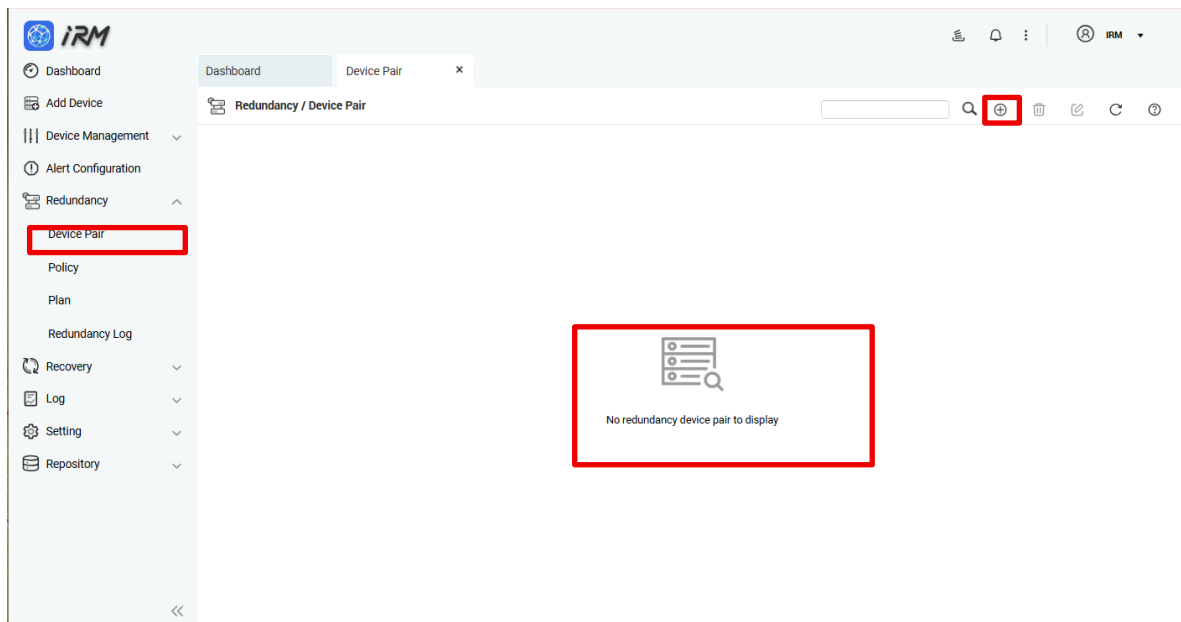 iRM
IRM
Dashboard
Add Device
Device Management
Alert Configuration
Redundancy
Device Pair
Policy
Plan
Redundancy Log
Recovery
Log
Setting
Repository
Dashboard
Device Pair
Redundancy / Device Pair
No redundancy device pair to display